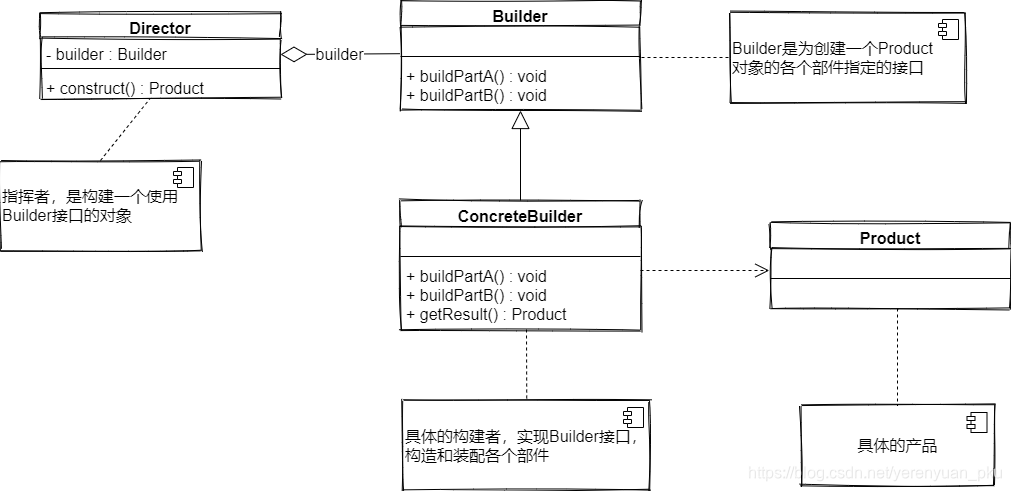 Director
- builder : Builder
+ construct() : Product
builder
Builder
+ buildPartA() : void
+ buildPartB() : void
Builder是为创建一个Product
对象的各个部件指定的接口
指挥者，是构建一个使用
Builder接口的对象
ConcreteBuilder
+ buildPartA() : void
+ buildPartB() : void
+ getResult() : Product
Product
具体的构建者，实现Builder接口，
构造和装配各个部件
具体的产品
https://blog.csdn.net/yerenyuan_pku